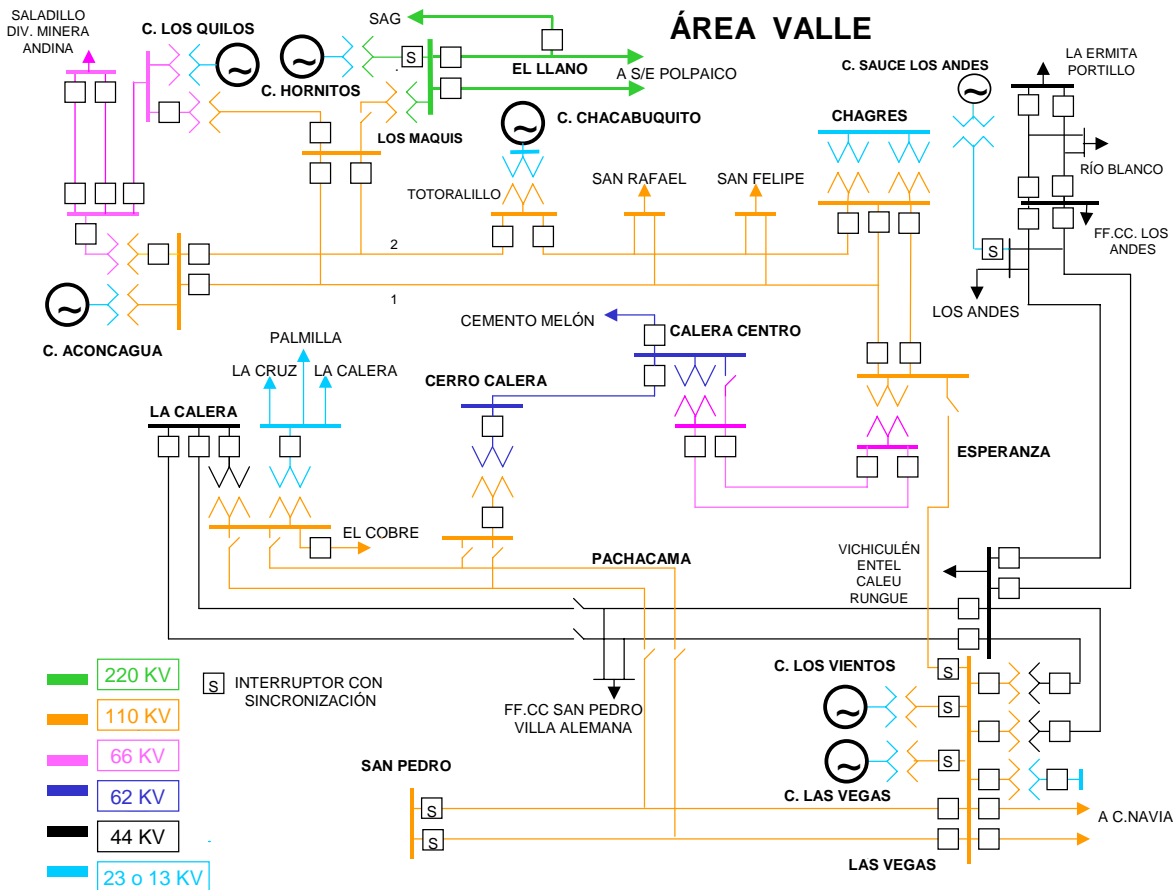 ÁREA VALLE
SALADILLO
DIV. MINERA
ANDINA
C. LOS QUILOS
SAG
S
EL LLANO
A S/E POLPAICO
C. HORNITOS
LOS MAQUIS
C. CHACABUQUITO
C. SAUCE LOS ANDES
LA ERMITA
PORTILLO
CHAGRES
RÍO BLANCO
TOTORALILLO
SAN RAFAEL
SAN FELIPE
FF.CC. LOS
ANDES
S
LOS ANDES
2
1
C. ACONCAGUA
PALMILLA
LA CRUZ
LA CALERA
CEMENTO MELÓN
CALERA CENTRO
CERRO CALERA
LA CALERA
ESPERANZA
EL COBRE
PACHACAMA
VICHICULÉN
ENTEL
CALEU
RUNGUE
220 KV
110 KV
66 KV
62 KV
44 KV
23 o 13 KV
S
INTERRUPTOR CON
SINCRONIZACIÓN
FF.CC SAN PEDRO
VILLA ALEMANA
C. LOS VIENTOS
S
S
S
C. LAS VEGAS
SAN PEDRO
S
S
A C.NAVIA
LAS VEGAS